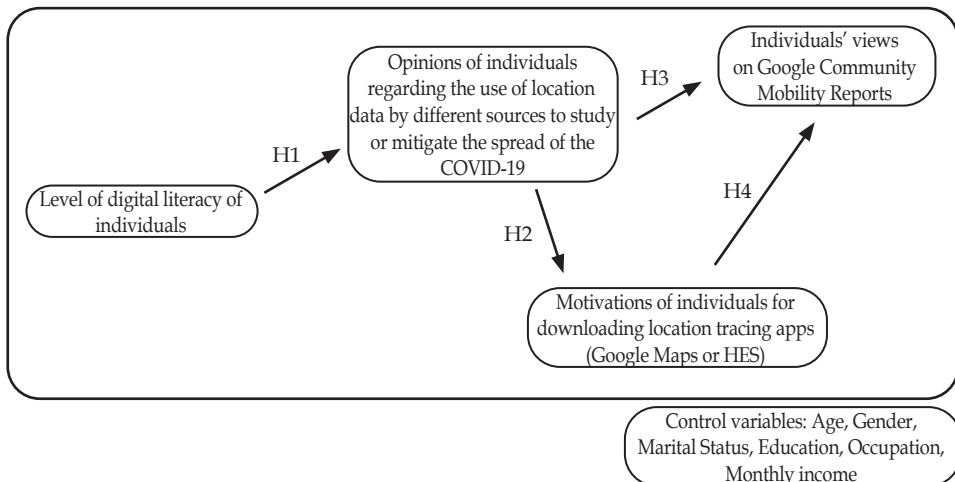 Individuals' views
on Google Community
Mobility Reports
Opinions of individuals
regarding the use of location
data by different sources to study
or mitigate the spread of the
COVID-19
H3
H1
Level of digital literacy of
individuals
H4
H2
Motivations of individuals for
downloading location tracing apps
(Google Maps or HES)
Control variables: Age, Gender,
Marital Status, Education, Occupation,
Monthly income